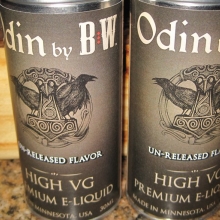 Odin by B&W.
UN-RELEASED FLAVOR
HIGH VG
PREMIUM E-LIQUID
MINNESOTA, USA 30ML
Odin
UN-RELEASED FLAVOR
HIGH VG
PREMIUM E-LIQUID
MADE IN MINNESOTA, USA